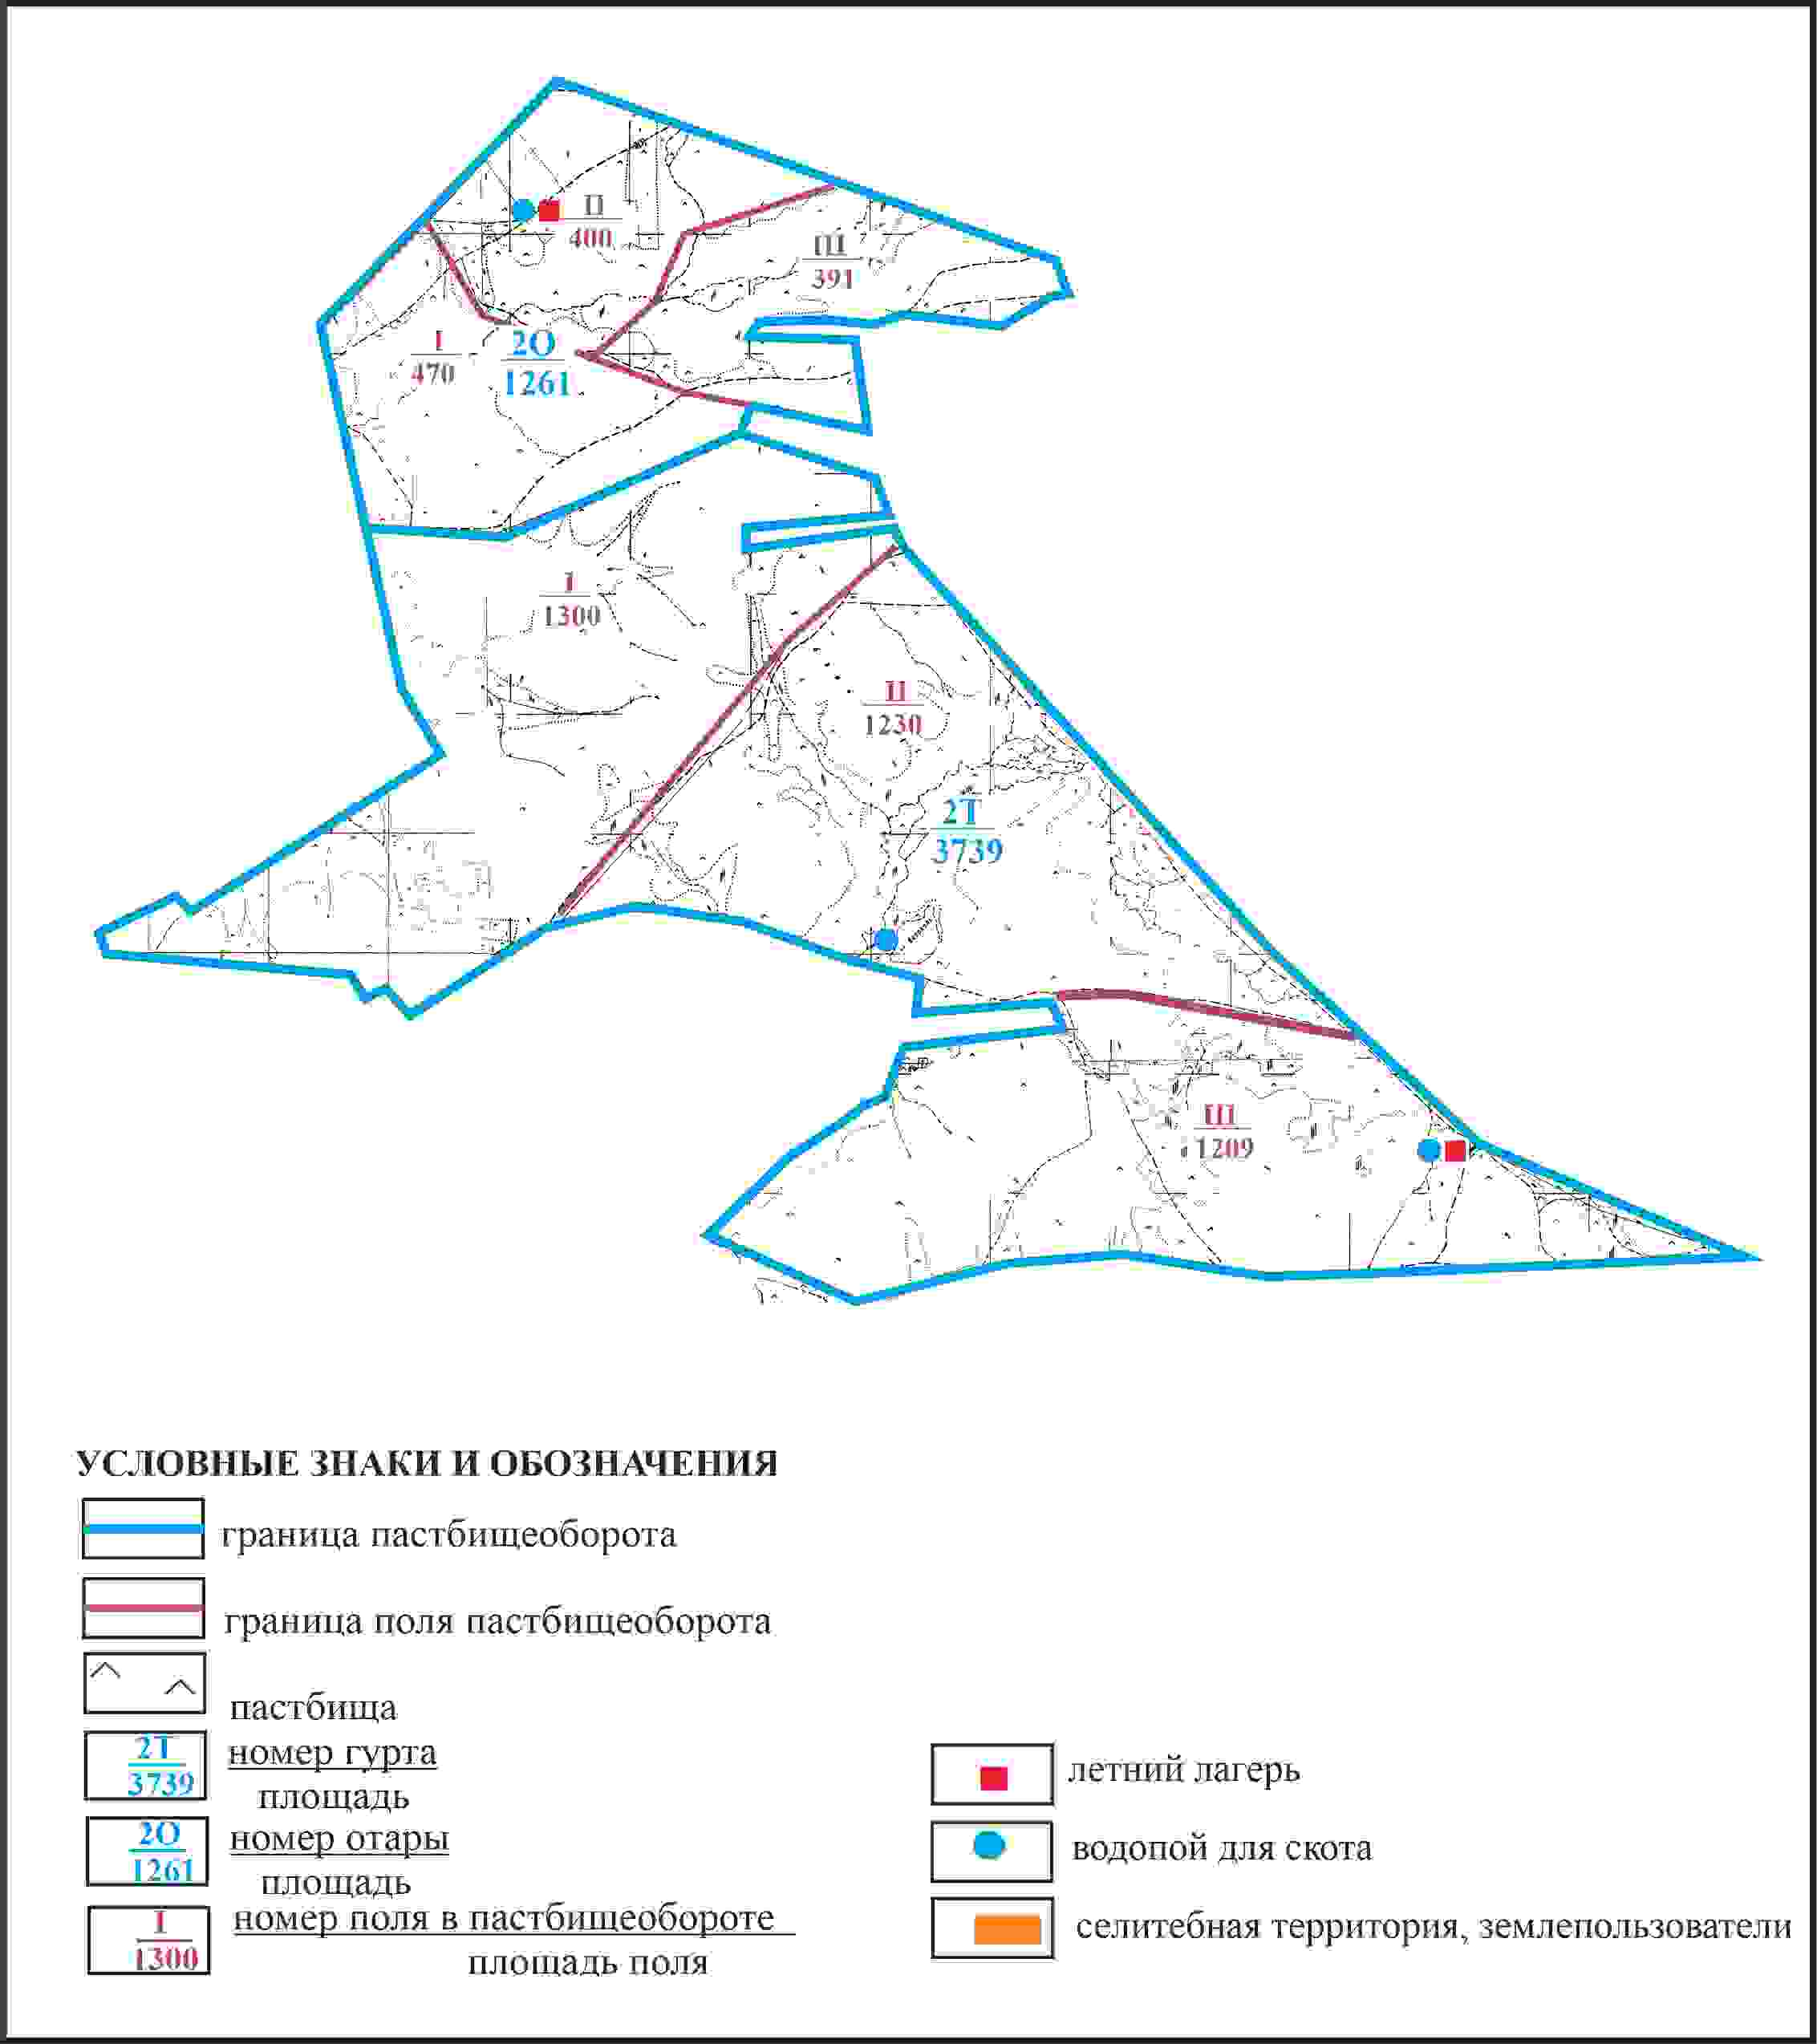 II
400
III
391
I
470
2О
1261
I
1300
II
1230
2Т
3739
III
1209
УСЛОВНЫЕ ЗНАКИ И ОБОЗНАЧЕНИЯ
граница пастбищеоборота
граница поля пастбищеоборота
пастбища
2Т
3739
номер гурта
площадь
2О
1261
номер отары
площадь
I
1300
номер поля в пастбищеобороте
площадь поля
летний лагерь
водопой для скота
селитебная территория, землепользователи